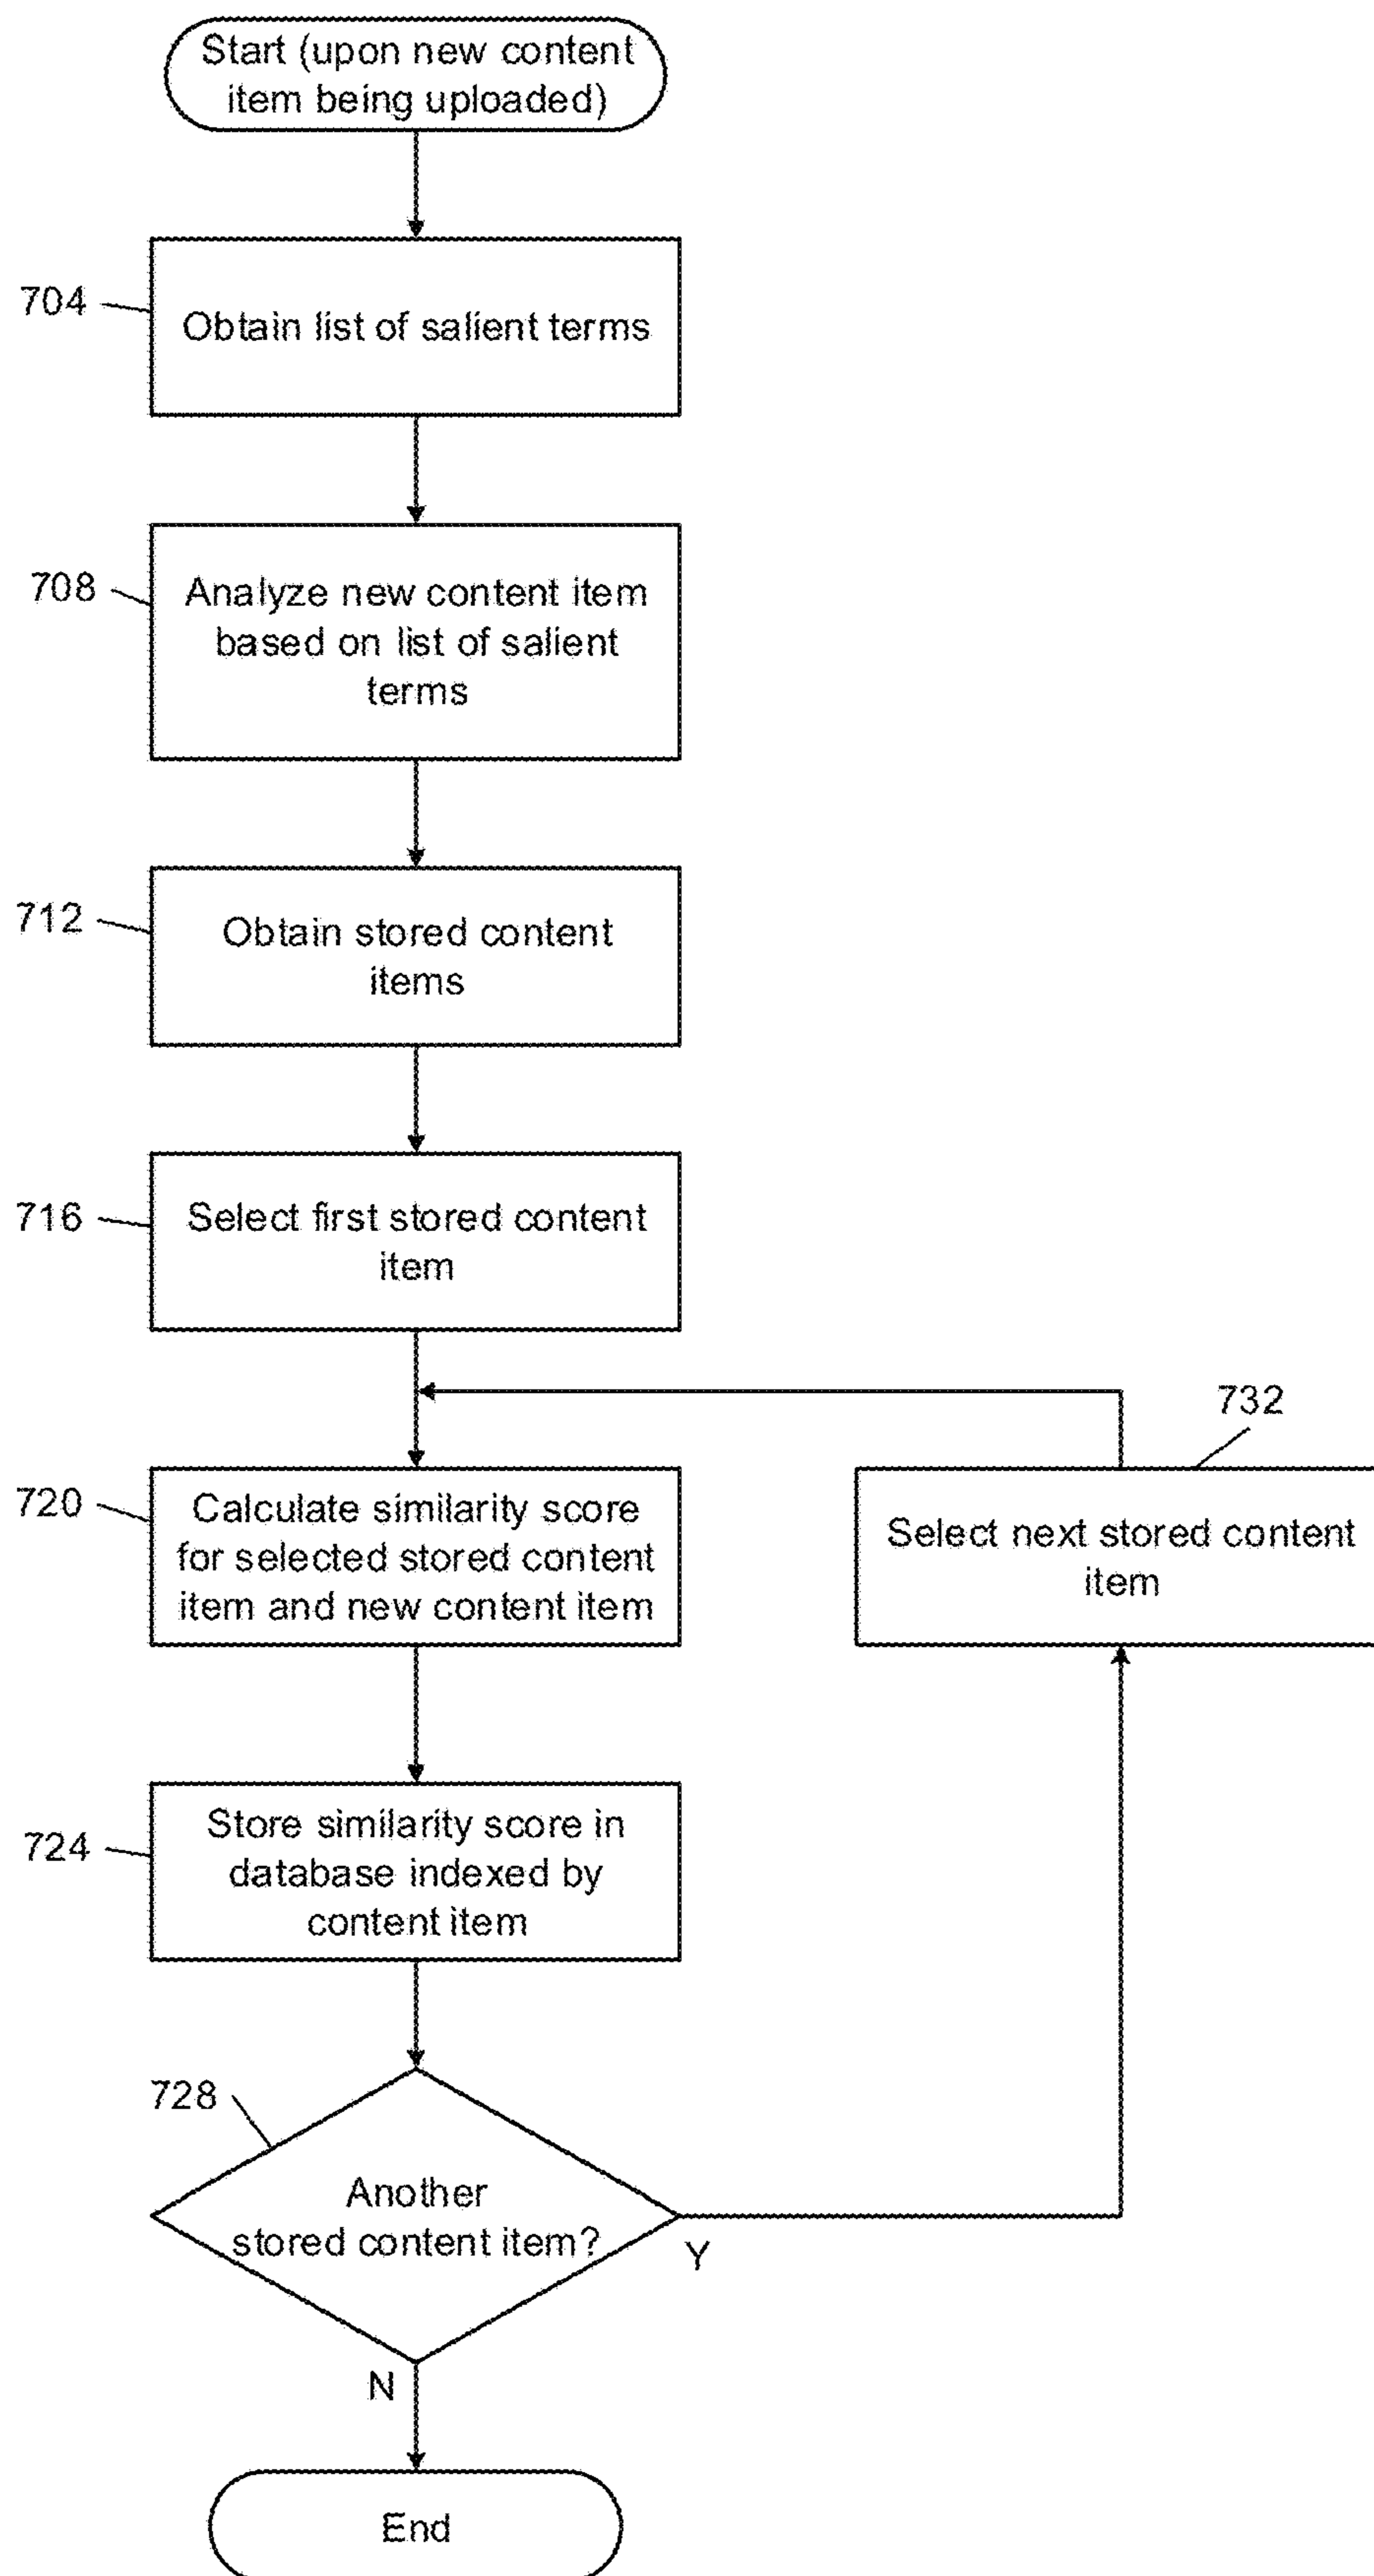 Start (upon new content
item being uploaded)
704
Obtain list of salient terms
708
Analyze new content item
based on list of salient
terms
712
Obtain stored content
items
716
Select first stored content
item
732
720
Calculate similarity score
for selected stored content
item and new content item
Select next stored content
item
724
Store similarity score in
database indexed by
content item
728
Another
stored content item?
Y
N
End